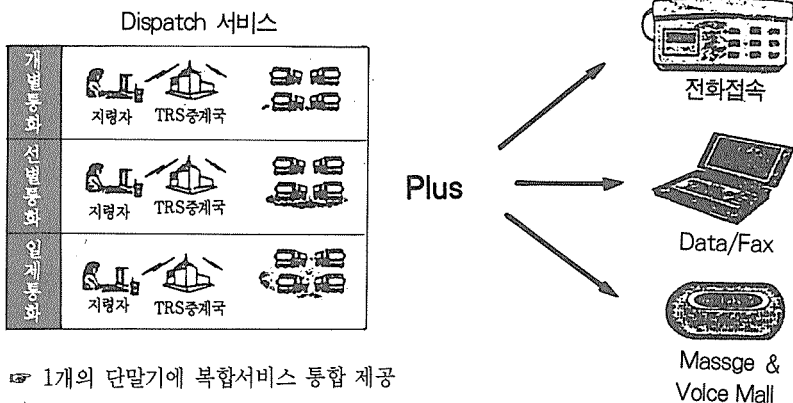 Dispatch 서비스
개별통화
지령자 TRS중계국
선별통화
지령자 TRS중계국
일제통화
지령자 TRS중계국
Plus
전화접속
Data/Fax
Massge &
Voice Mall
☞ 1개의 단말기에 복합서비스 통합 제공